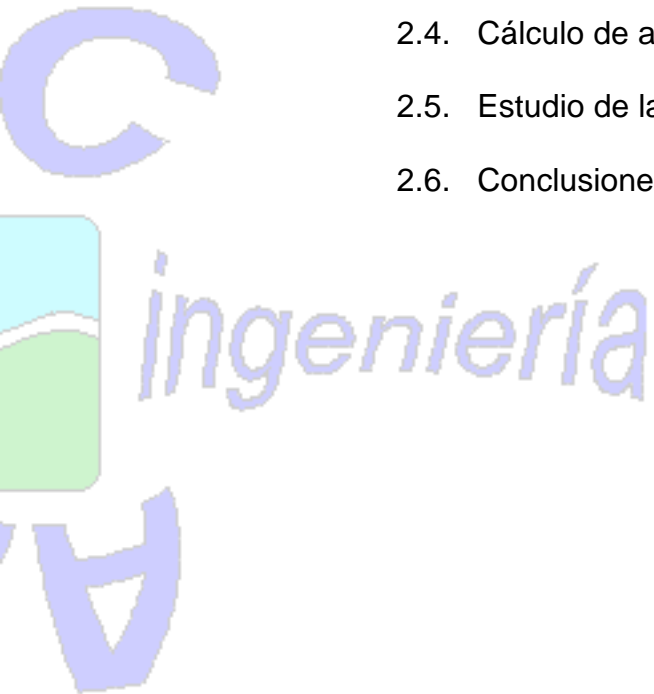 2.4. Cálculo de a
2.5. Estudio de la
2.6. Conclusione
C
ingeniería
A